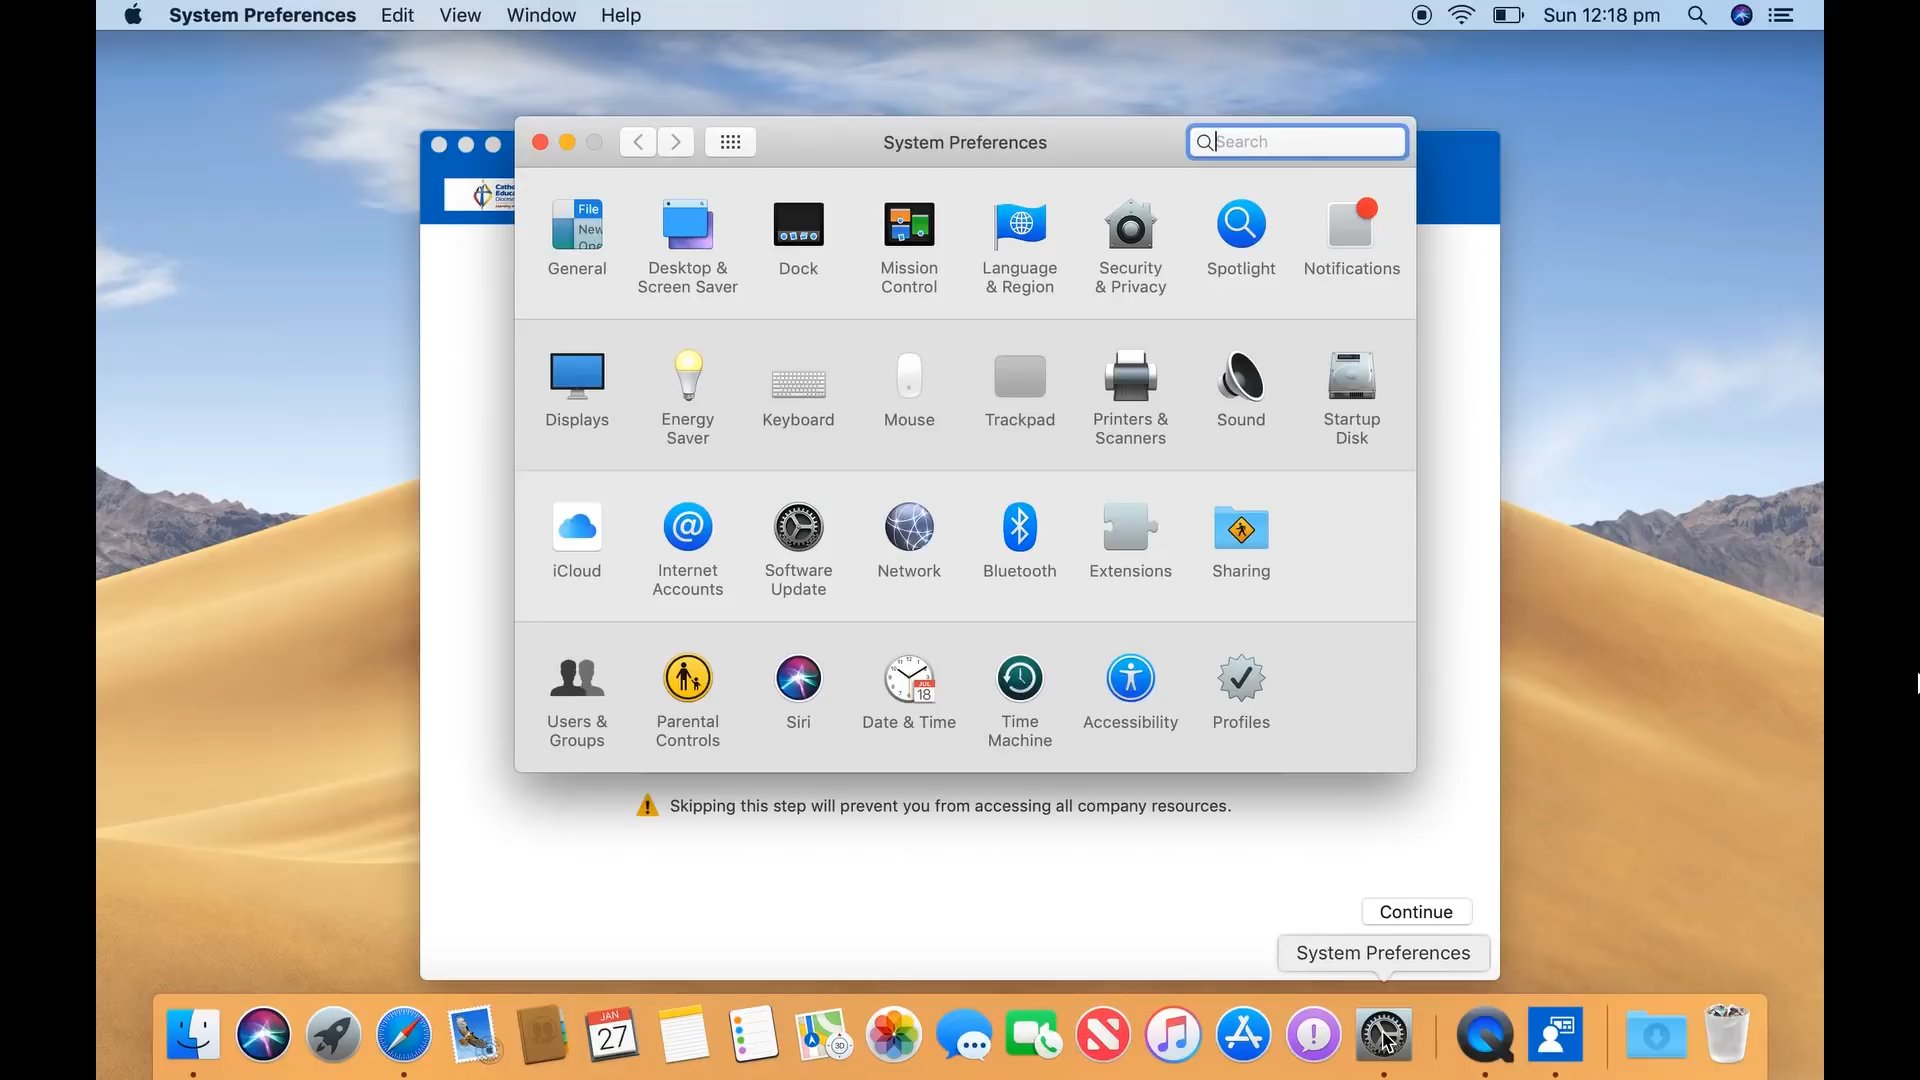 System Preferences Edit View Window Help Sun 12:18 pm
System Preferences
Search
File
New
General
Desktop &
Screen Saver
Dock
Mission
Control
Language
& Region
Security
& Privacy
Spotlight
Notifications
Displays
Energy
Saver
Keyboard
Mouse
Trackpad
Printers &
Scanners
Sound
Startup
Disk
iCloud
Internet
Accounts
Software
Update
Network
Bluetooth
Extensions
Sharing
Users &
Groups
Parental
Controls
Siri
JUL
18
Date & Time
Time
Machine
Accessibility
Profiles
Skipping this step will prevent you from accessing all company resources.
Continue
System Preferences
JAN
27
3D